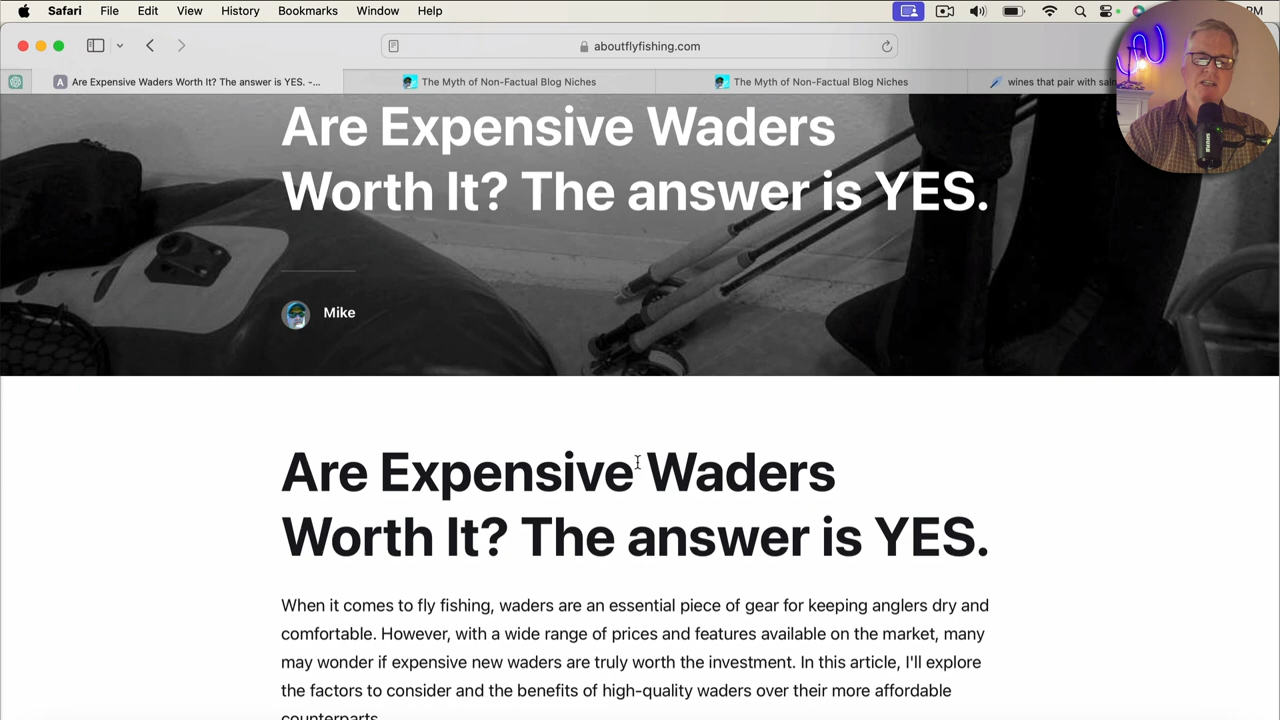 Safari File Edit View History Bookmarks Window Help PM
aboutflyfishing.com
A Are Expensive Waders Worth It? The answer is YES. -... The Myth of Non-Factual Blog Niches The Myth of Non-Factual Blog Niches wines that pair with
Are Expensive Waders
Worth It? The answer is YES.
Mike
Are Expensive Waders
Worth It? The answer is YES.
When it comes to fly fishing, waders are an essential piece of gear for keeping anglers dry and
comfortable. However, with a wide range of prices and features available on the market, many
may wonder if expensive new waders are truly worth the investment. In this article, I'll explore
the factors to consider and the benefits of high-quality waders over their more affordable
counterparts.